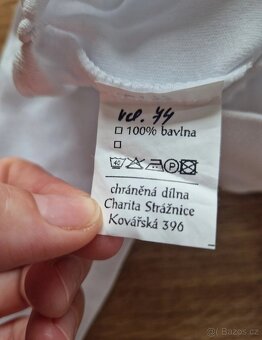 vel. 44
☐ 100% bavlna
☐
40
P
chráněná dílna
Charita Strážnice
Kovářská 396
Bazos.cz